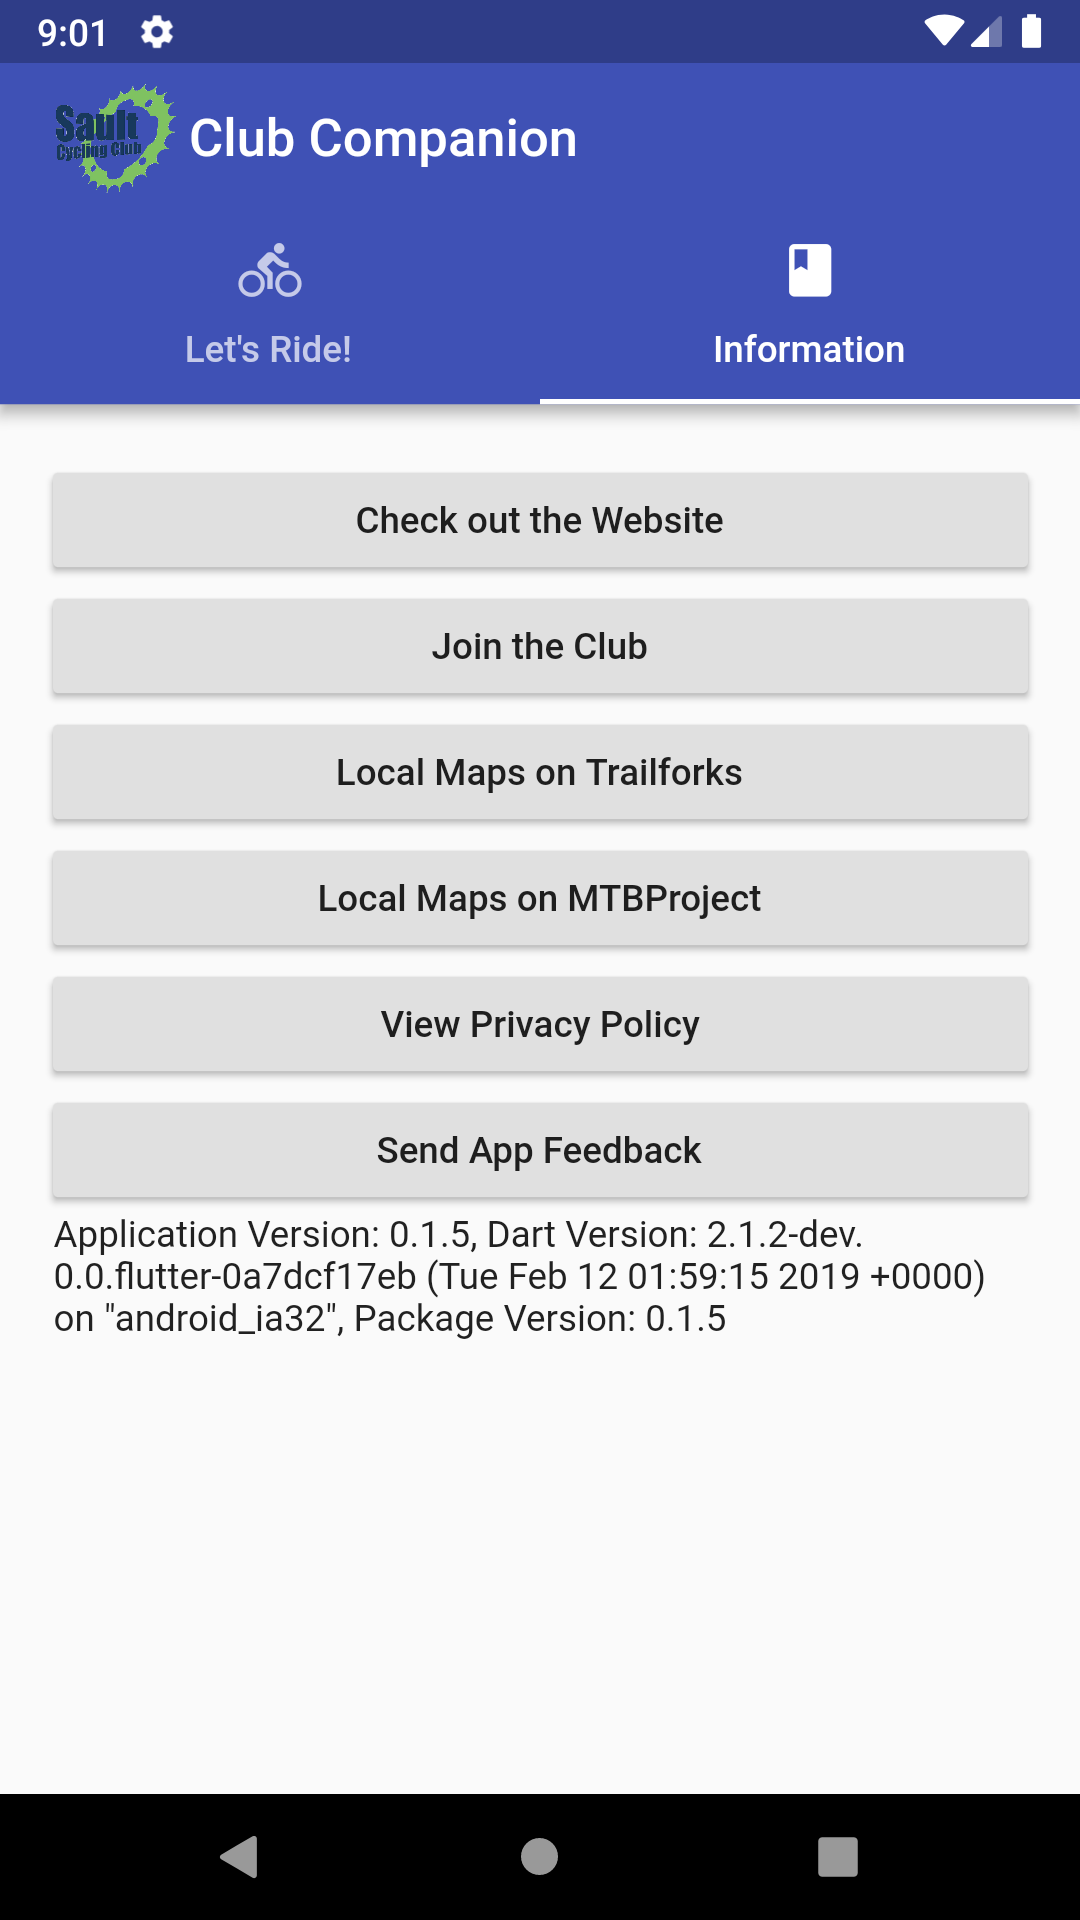 9:01
Sault
Cycling Club
Club Companion
Let's Ride!
Information
Check out the Website
Join the Club
Local Maps on Trailforks
Local Maps on MTBProject
View Privacy Policy
Send App Feedback
Application Version: 0.1.5, Dart Version: 2.1.2-dev.
0.0.flutter-0a7dcf17eb (Tue Feb 12 01:59:15 2019 +0000)
on "android_ia32", Package Version: 0.1.5